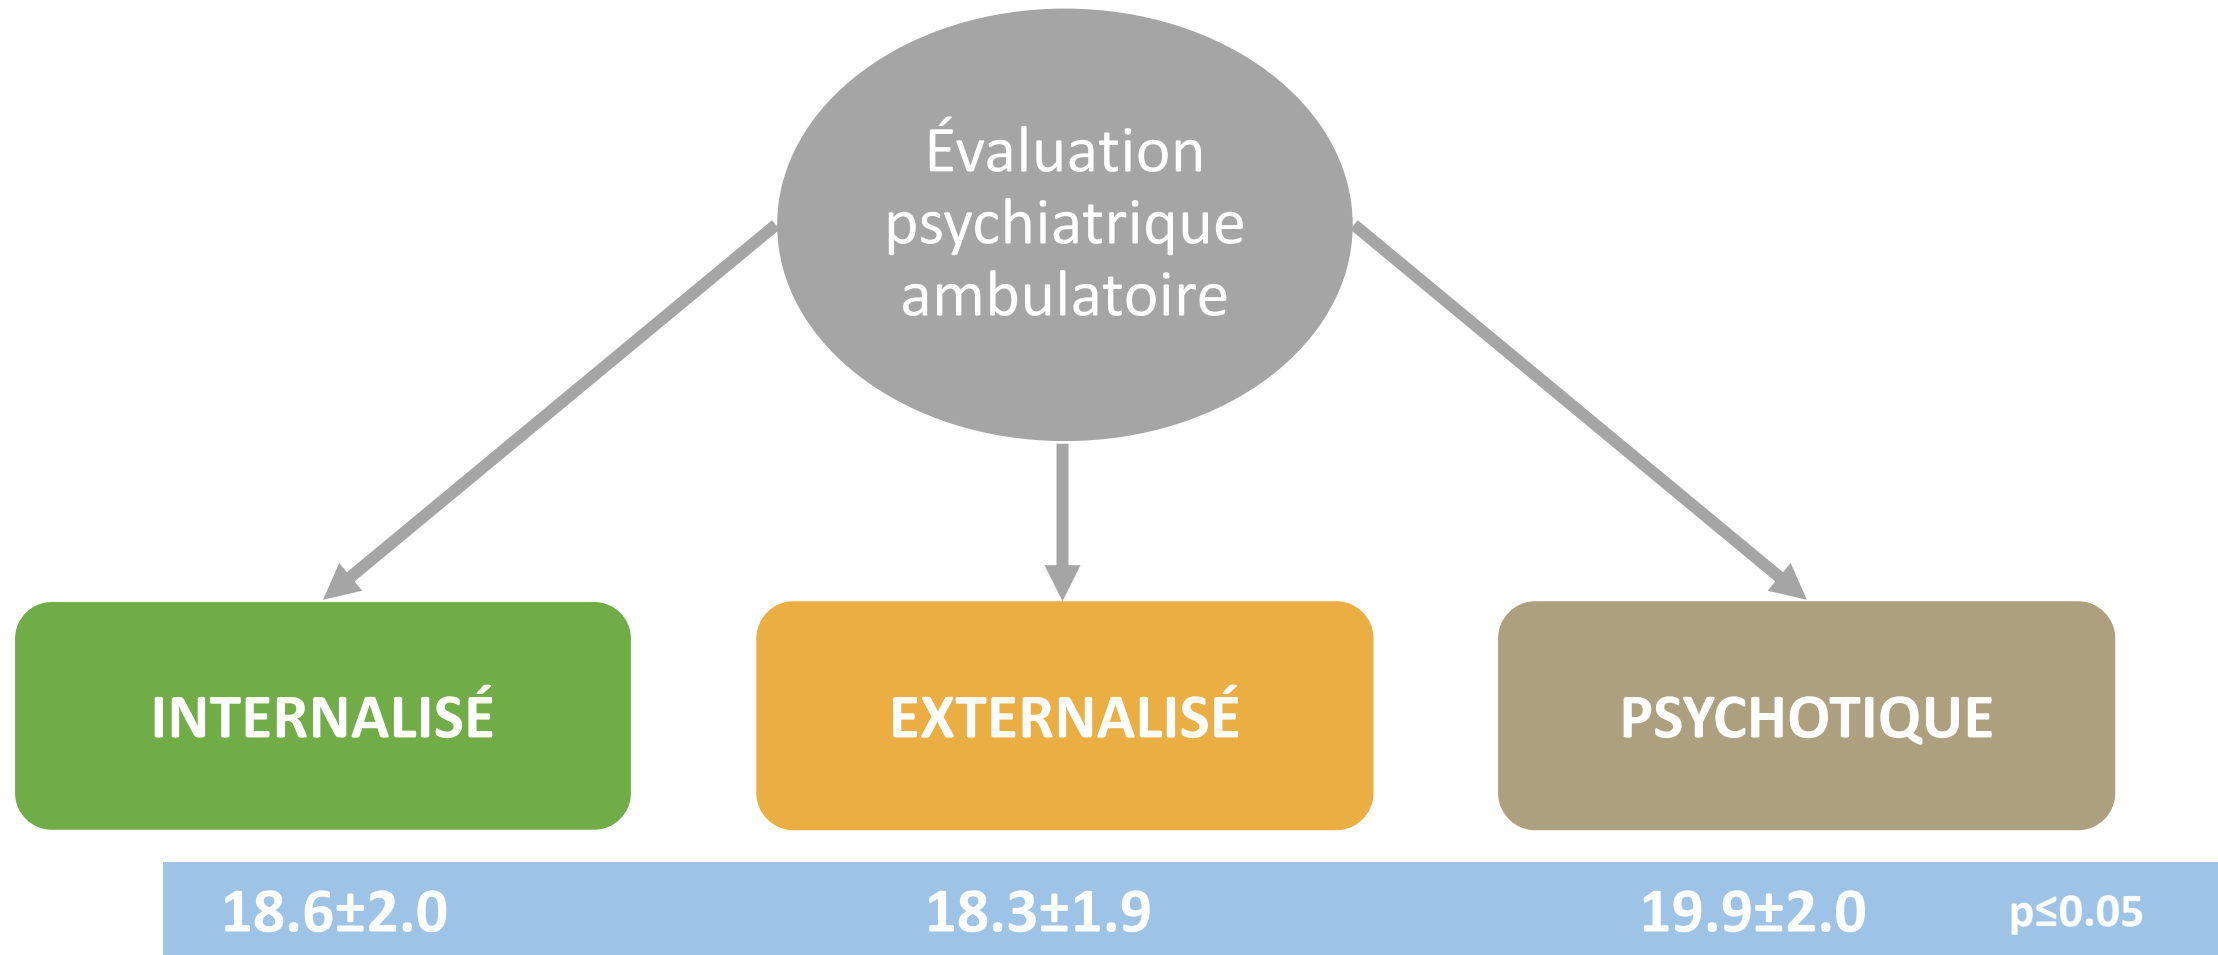 Évaluation
psychiatrique
ambulatoire
INTERNALISÉ
EXTERNALISÉ
PSYCHOTIQUE
18.6±2.0
18.3±1.9
19.9±2.0
p≤0.05